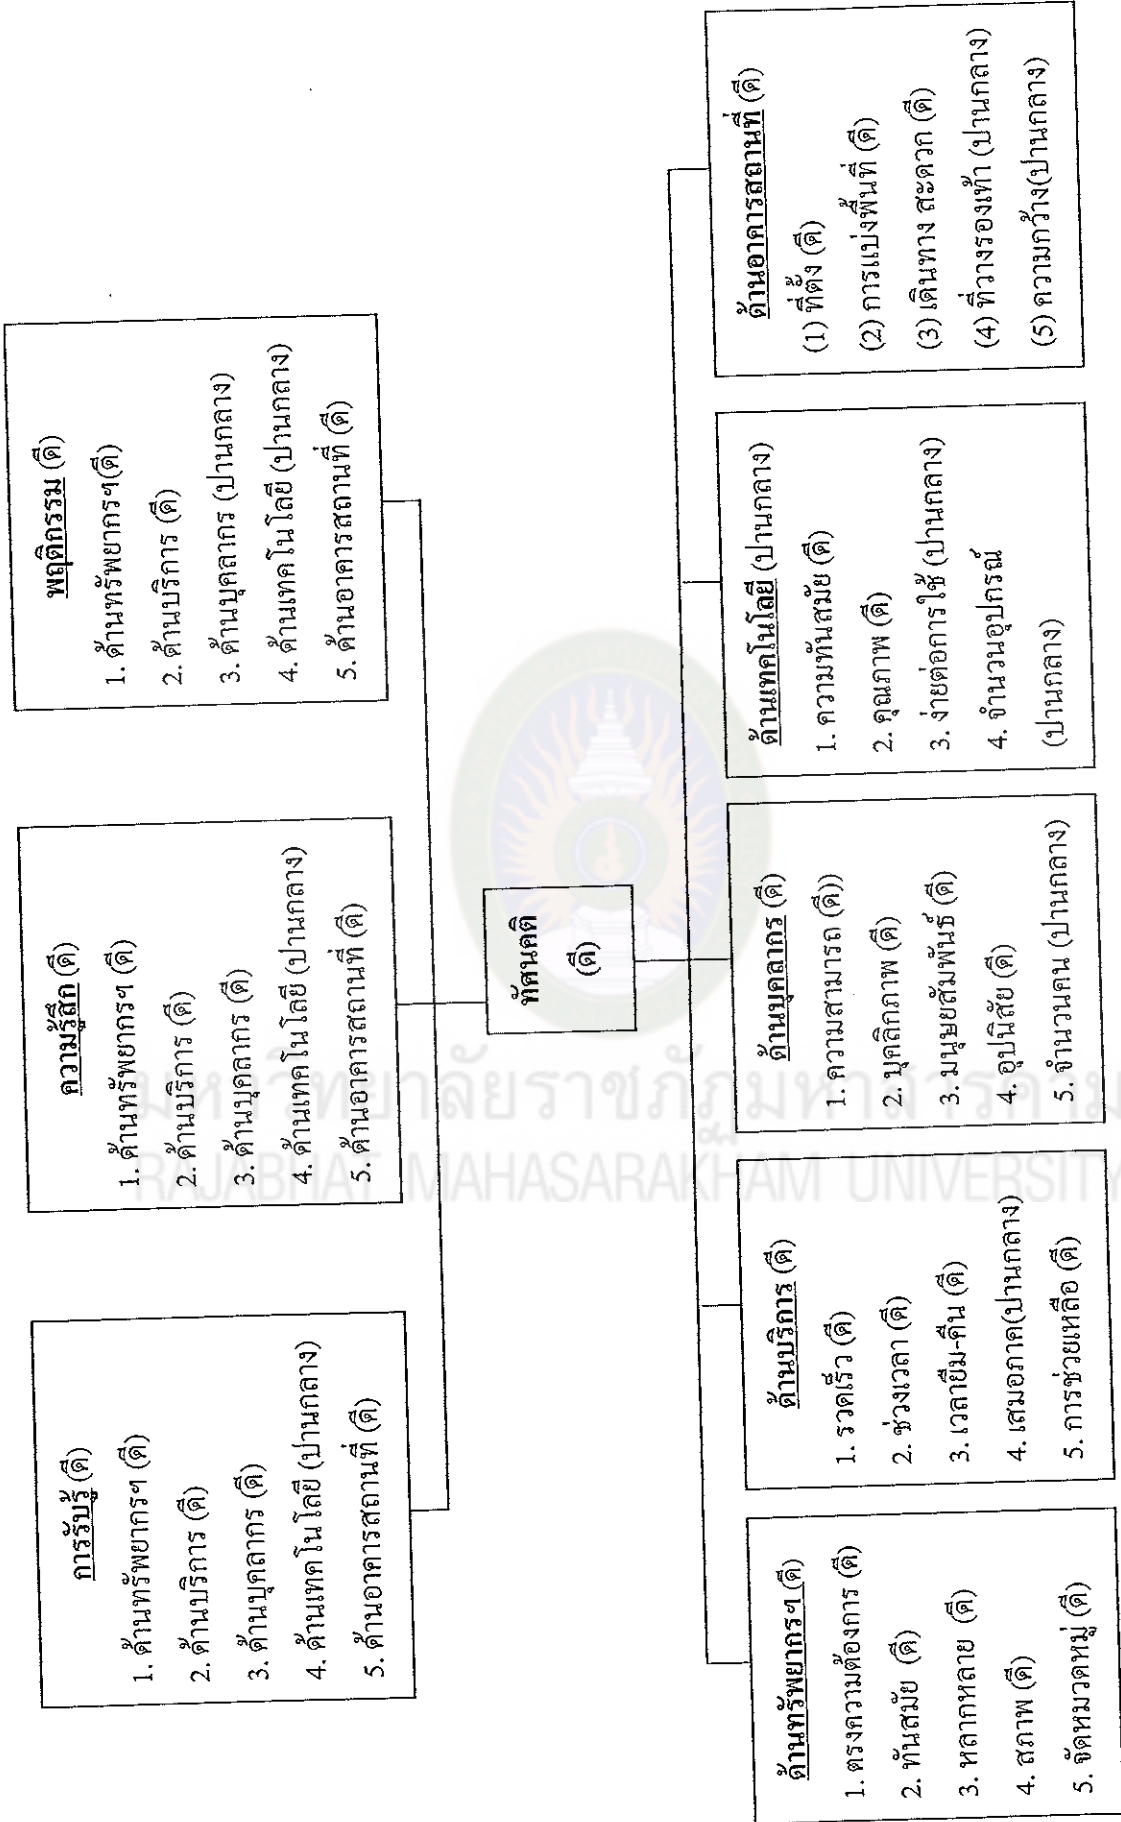 การรับรู้ (ดี)
1. ด้านทรัพยากรฯ (ดี)
2. ด้านบริการ (ดี)
3. ด้านบุคลากร (ดี)
4. ด้านเทคโนโลยี (ปานกลาง)
5. ด้านอาคารสถานที่ (ดี)
ความรู้สึก (ดี)
1. ด้านทรัพยากรฯ (ดี)
2. ด้านบริการ (ดี)
3. ด้านบุคลากร (ดี)
4. ด้านเทคโนโลยี (ปานกลาง)
5. ด้านอาคารสถานที่ (ดี)
พฤติกรรม (ดี)
1. ด้านทรัพยากรฯ(ดี)
2. ด้านบริการ (ดี)
3. ด้านบุคลากร (ปานกลาง)
4. ด้านเทคโนโลยี (ปานกลาง)
5. ด้านอาคารสถานที่ (ดี)
ทัศนคติ
(ดี)
ด้านทรัพยากรฯ (ดี)
1. ตรงความต้องการ (ดี)
2. ทันสมัย (ดี)
3. หลากหลาย (ดี)
4. สภาพ (ดี)
5. จัดหมวดหมู่ (ดี)
ด้านบริการ (ดี)
1. รวดเร็ว (ดี)
2. ช่วงเวลา (ดี)
3. เวลายืม-คืน (ดี)
4. เสมอภาค(ปานกลาง)
5. การช่วยเหลือ (ดี)
ด้านบุคลากร (ดี)
1. ความสามารถ (ดี))
2. บุคลิกภาพ (ดี)
3. มนุษยสัมพันธ์ (ดี)
4. อุปนิสัย (ดี)
5. จำนวนคน (ปานกลาง)
ด้านเทคโนโลยี (ปานกลาง)
1. ความทันสมัย (ดี)
2. คุณภาพ (ดี)
3. ง่ายต่อการใช้ (ปานกลาง)
4. จำนวนอุปกรณ์
(ปานกลาง)
ด้านอาคารสถานที่ (ดี)
(1) ที่ตั้ง (ดี)
(2) การแบ่งพื้นที่ (ดี)
(3) เดินทาง สะดวก (ดี)
(4) ที่วางรองเท้า (ปานกลาง)
(5) ความกว้าง(ปานกลาง)
มหาวิทยาลัยราชภัฏมหาสารคาม
RAJABHAT MAHASARAKHAM UNIVERSITY